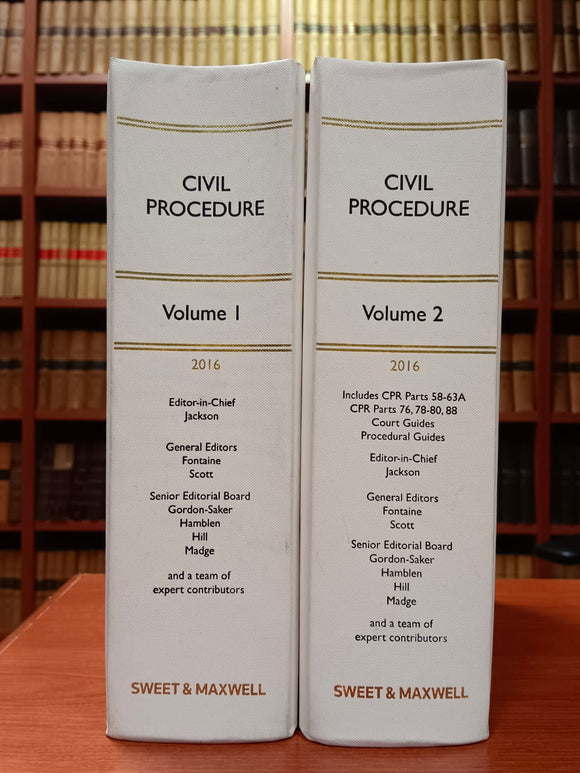 CIVIL
PROCEDURE
Volume 1
2016
Editor-in-Chief
Jackson
General Editors
Fontaine
Scott
Senior Editorial Board
Gordon-Saker
Hamblen
Hill
Madge
and a team of
expert contributors
SWEET & MAXWELL
CIVIL
PROCEDURE
Volume 2
2016
Includes CPR Parts 58-63A
CPR Parts 76, 78-80, 88
Court Guides
Procedural Guides
Editor-in-Chief
Jackson
General Editors
Fontaine
Scott
Senior Editorial Board
Gordon-Saker
Hamblen
Hill
Madge
and a team of
expert contributors
SWEET & MAXWELL